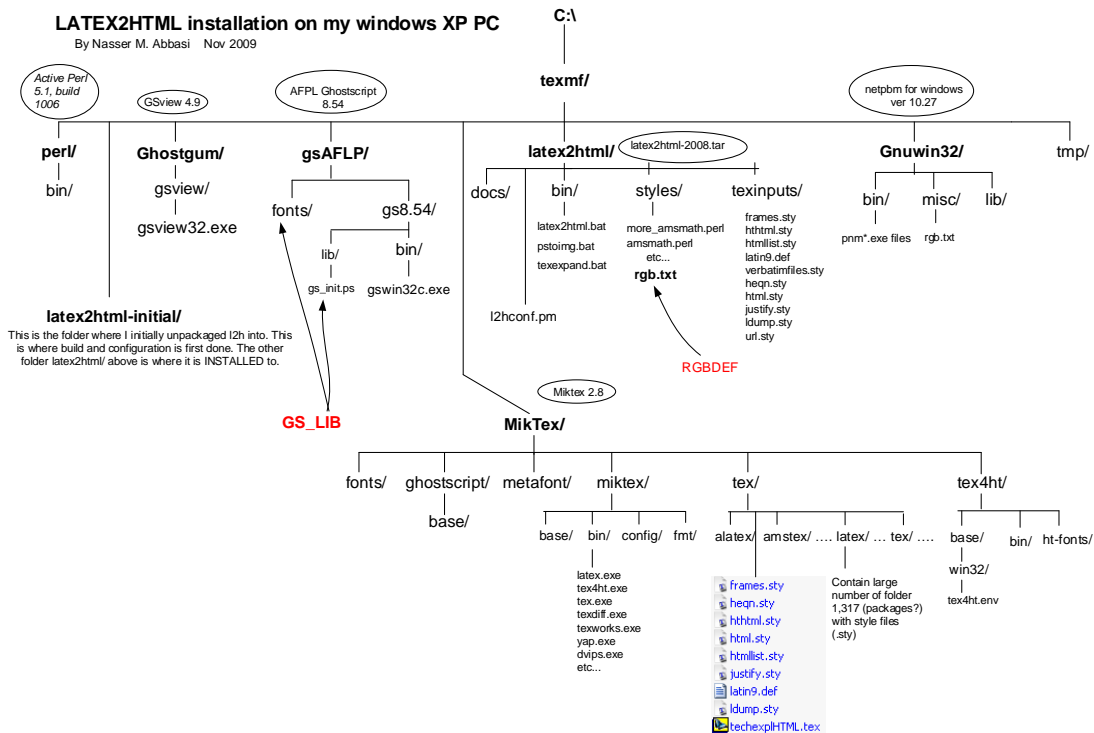 LATEX2HTML installation on my windows XP PC
By Nasser M. Abbasi Nov 2009
C:\
texmf/
Active Perl
5.1, build
1006
GSview 4.9
AFPL Ghostscript
8.54
netpbm for windows
ver 10.27
perl/
bin/
Ghostgum/
gsview/
gsview32.exe
gsAFLP/
fonts/
gs8.54/
lib/
gs_init.ps
bin/
gswin32c.exe
latex2html/
latex2html-2008.tar
docs/
bin/
latex2html.bat
pstoimg.bat
texexpand.bat
l2hconf.pm
styles/
more_amsmath.perl
amsmath.perl
etc...
rgb.txt
RGBDEF
texinputs/
frames.sty
hthtml.sty
htmllist.sty
latin9.def
verbatimfiles.sty
heqn.sty
html.sty
justify.sty
ldump.sty
url.sty
Gnuwin32/
bin/
pnm*.exe files
misc/
rgb.txt
lib/
tmp/
latex2html-initial/
This is the folder where I initially unpackaged l2h into. This
is where build and configuration is first done. The other
folder latex2html/ above is where it is INSTALLED to.
GS_LIB
Miktex 2.8
MikTex/
fonts/
ghostscript/
base/
metafont/
miktex/
base/
bin/
config/
fmt/
latex.exe
tex4ht.exe
tex.exe
texdiff.exe
texworks.exe
yap.exe
dvips.exe
etc...
tex/
alatex/ amstex/ .... latex/ ... tex/ ....
frames.sty
heqn.sty
hthtml.sty
html.sty
htmllist.sty
justify.sty
latin9.def
ldump.sty
techexplHTML.tex
Contain large
number of folder
1,317 (packages?)
with style files
(.sty)
tex4ht/
base/
win32/
tex4ht.env
bin/
ht-fonts/